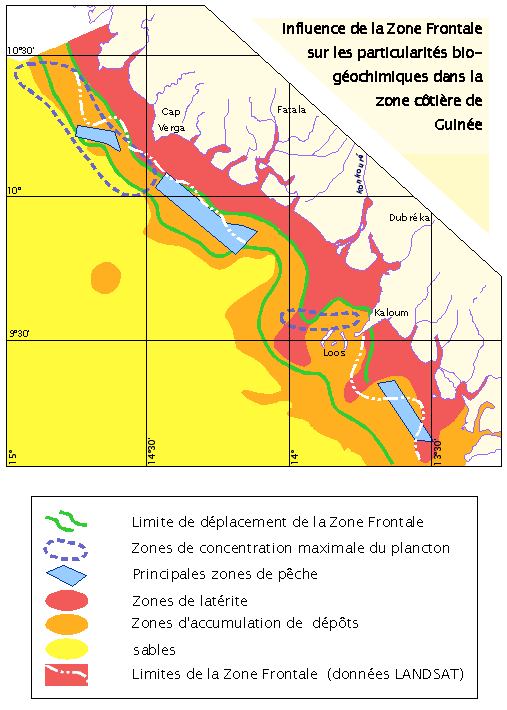 Influence de la Zone Frontale
sur les particularités bio-
géochimiques dans la
zone côtière de
Guinée
10°30'
Cap
Verga
Fatala
10°
Dubréka
Kaloum
9°30'
Loos
15°
14°30'
14°
13°30'
Limite de déplacement de la Zone Frontale
Zones de concentration maximale du plancton
Principales zones de pêche
Zones de latérite
Zones d'accumulation de dépôts
sables
Limites de la Zone Frontale (données LANDSAT)